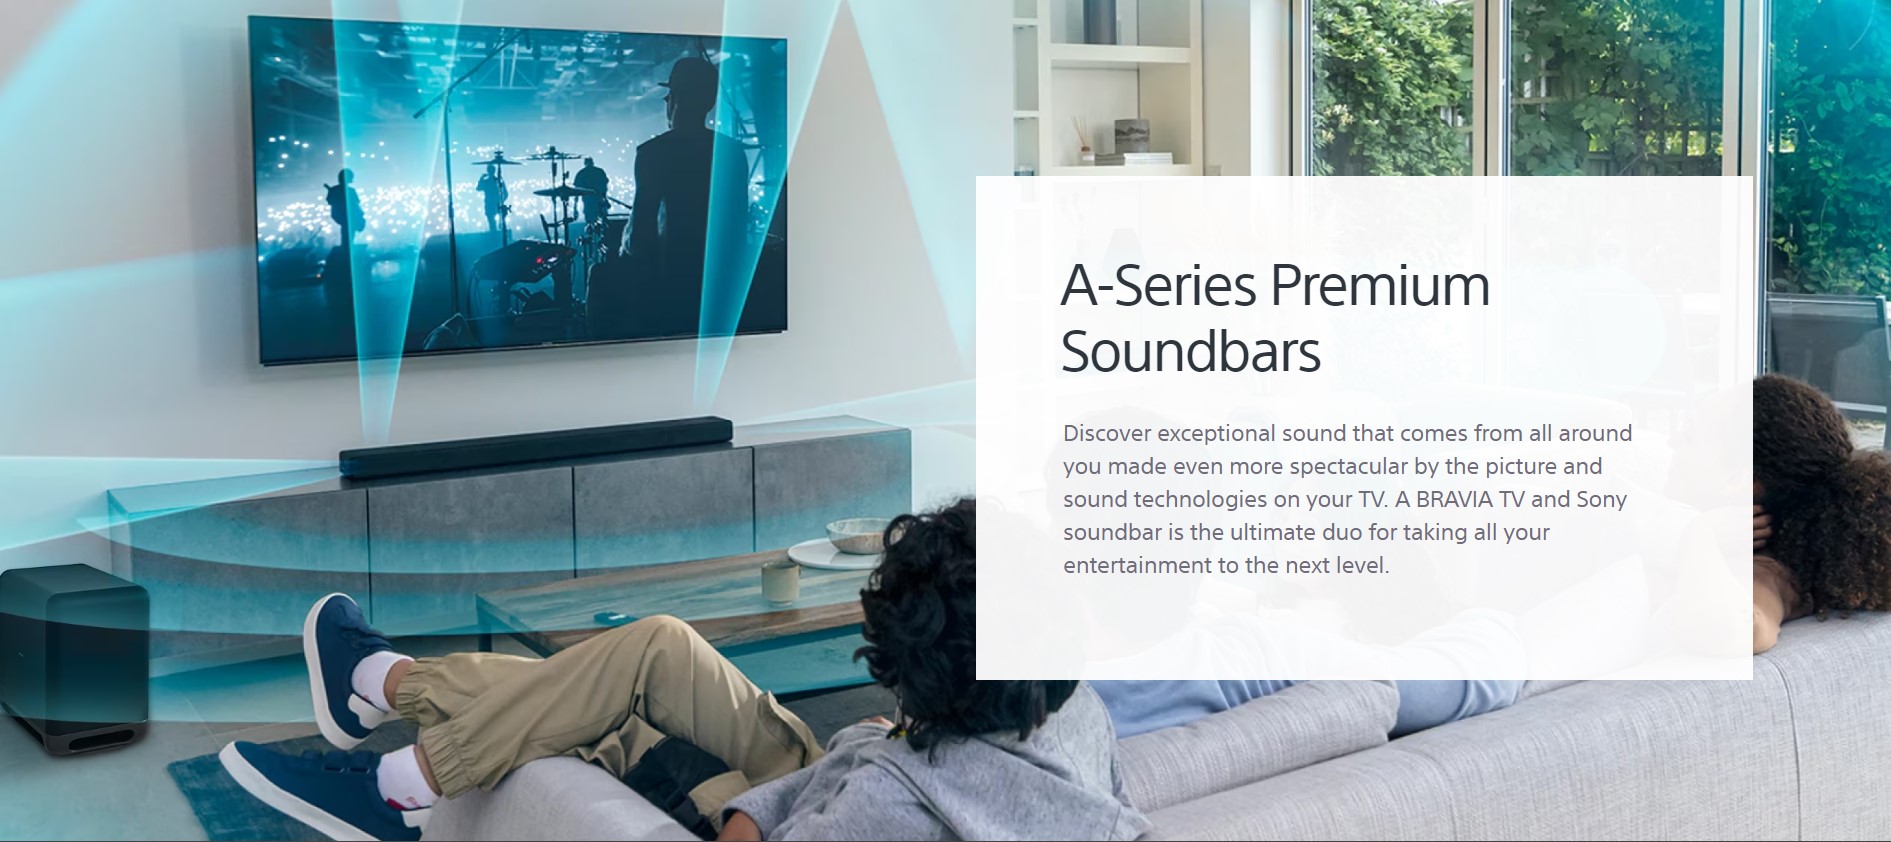 A-Series Premium
Soundbars
Discover exceptional sound that comes from all around
you made even more spectacular by the picture and
sound technologies on your TV. A BRAVIA TV and Sony
soundbar is the ultimate duo for taking all your
entertainment to the next level.